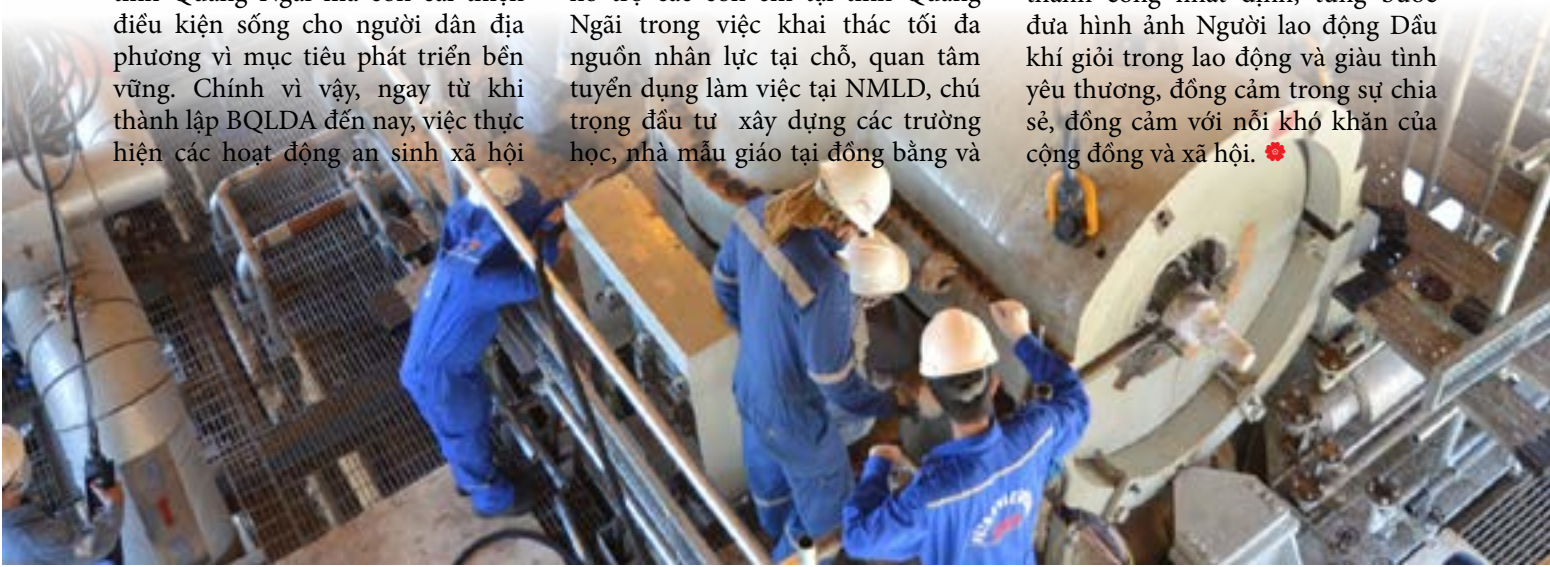 điều kiện sống cho người dân địa
phương vì mục tiêu phát triển bền
vững. Chính vì vậy, ngay từ khi
thành lập BQLDA đến nay, việc thực
hiện các hoạt động an sinh xã hội
Ngãi trong việc khai thác tối đa
nguồn nhân lực tại chỗ, quan tâm
tuyển dụng làm việc tại NMLD, chú
trọng đầu tư xây dựng các trường
học, nhà mẫu giáo tại đồng bằng và
đưa hình ảnh Người lao động Dầu
khí giỏi trong lao động và giàu tình
yêu thương, đồng cảm trong sự chia
sẻ, đồng cảm với nỗi khó khăn của
cộng đồng và xã hội.